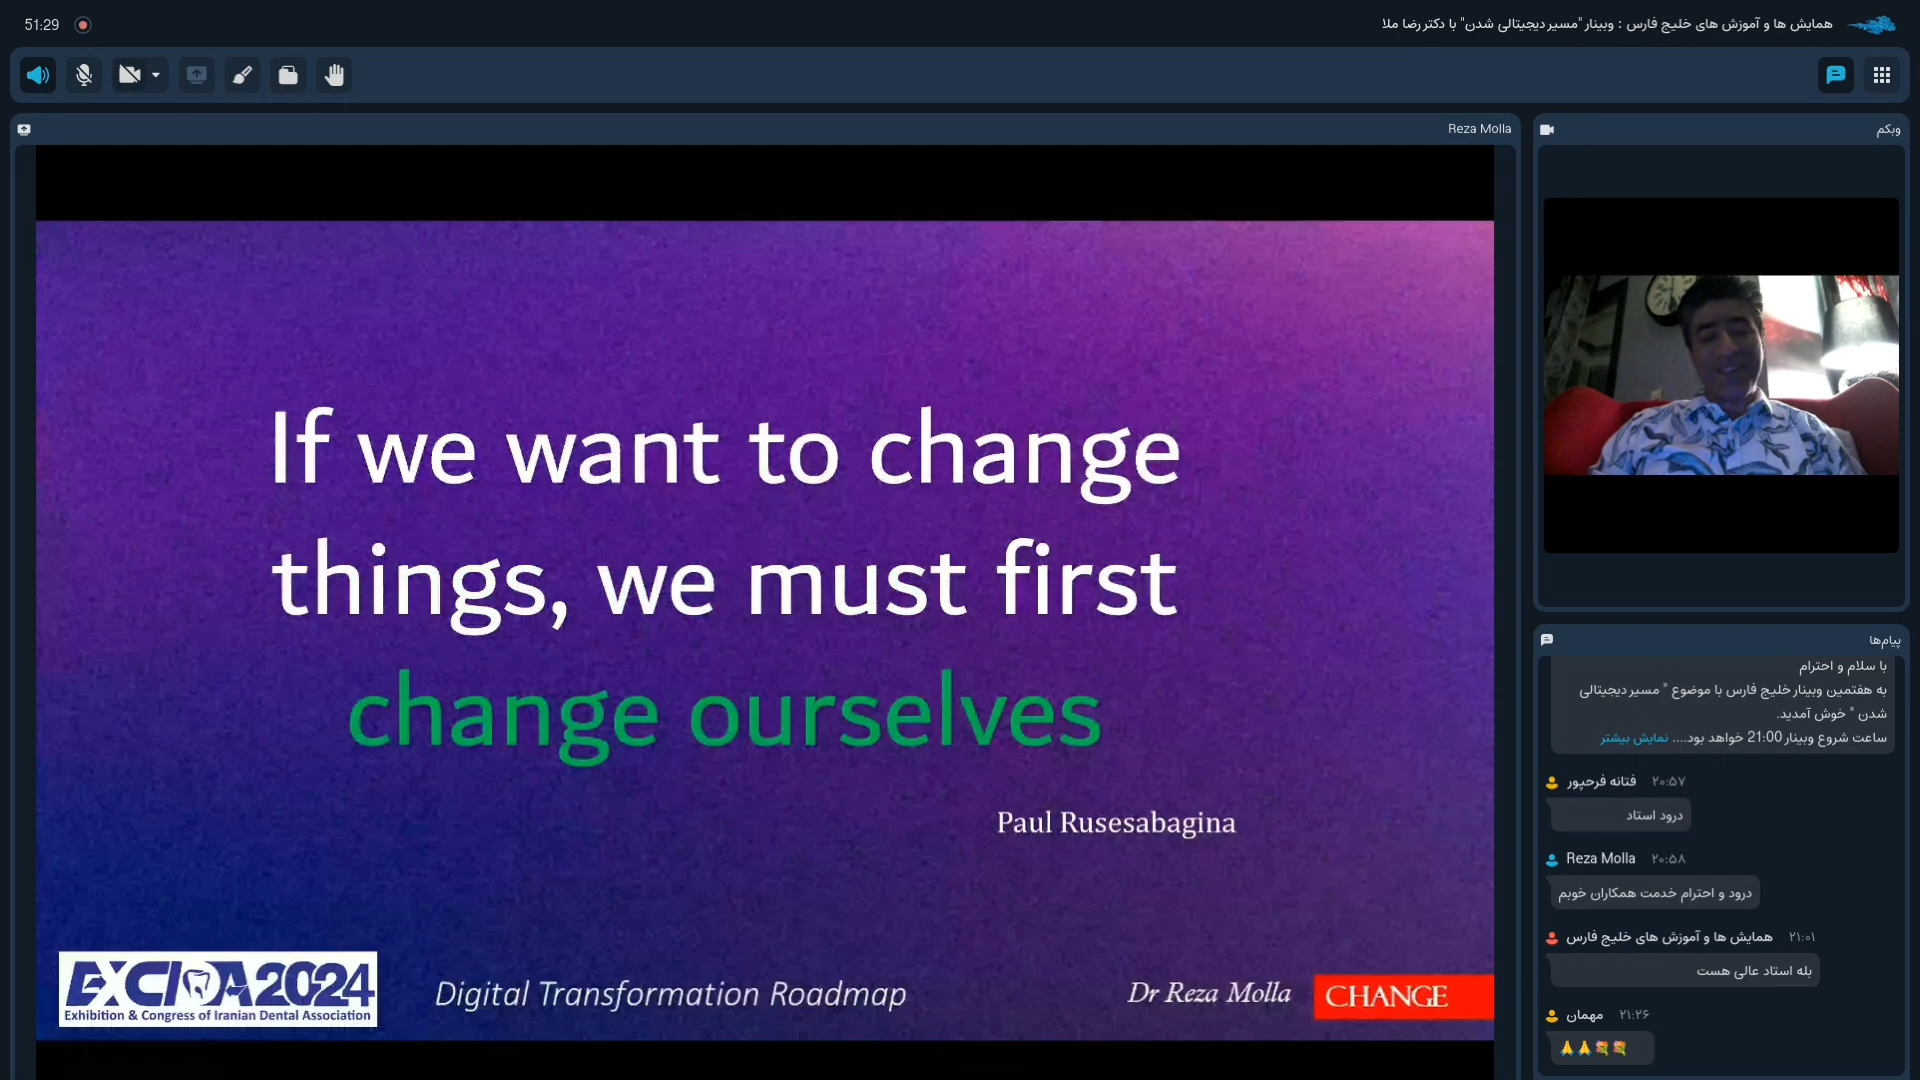 51:29
همایش ها و آموزش های خلیج فارس : وبینار "مسیر دیجیتالی شدن" با دکتر رضا ملا
Reza Molla
If we want to change
things, we must first
change ourselves
Paul Rusesabagina
EXCIDA2024
Exhibition & Congress of Iranian Dental Association
Digital Transformation Roadmap
Dr Reza Molla
CHANGE
وبکم
پیام‌ها
با سلام و احترام
به هفتمین وبینار خلیج فارس با موضوع " مسیر دیجیتالی
شدن " خوش آمدید.
ساعت شروع وبینار 21:00 خواهد بود.... نمایش بیشتر
فتانه فرحپور ۲۰:۵۷
درود استاد
Reza Molla ۲۰:۵۸
درود و احترام خدمت همکاران خوبم
همایش ها و آموزش های خلیج فارس ۲۱:۰۱
بله استاد عالی هست
مهمان ۲۱:۲۶
🙏🙏💐💐